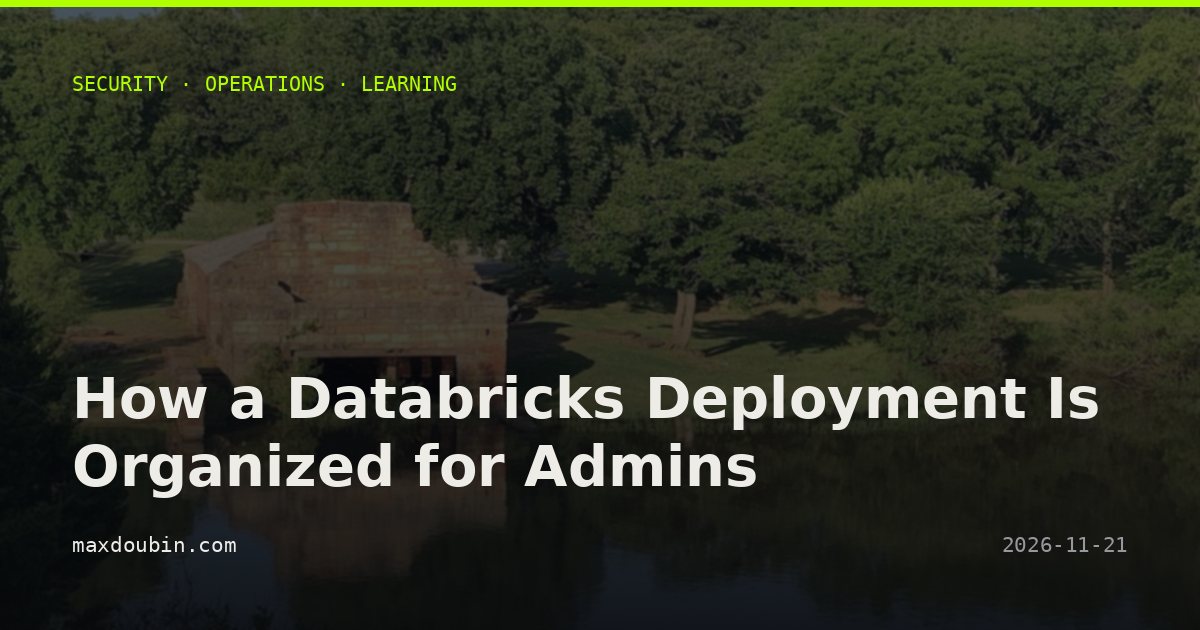 SECURITY · OPERATIONS · LEARNING
How a Databricks Deployment Is
Organized for Admins
maxdoubin.com
2026-11-21